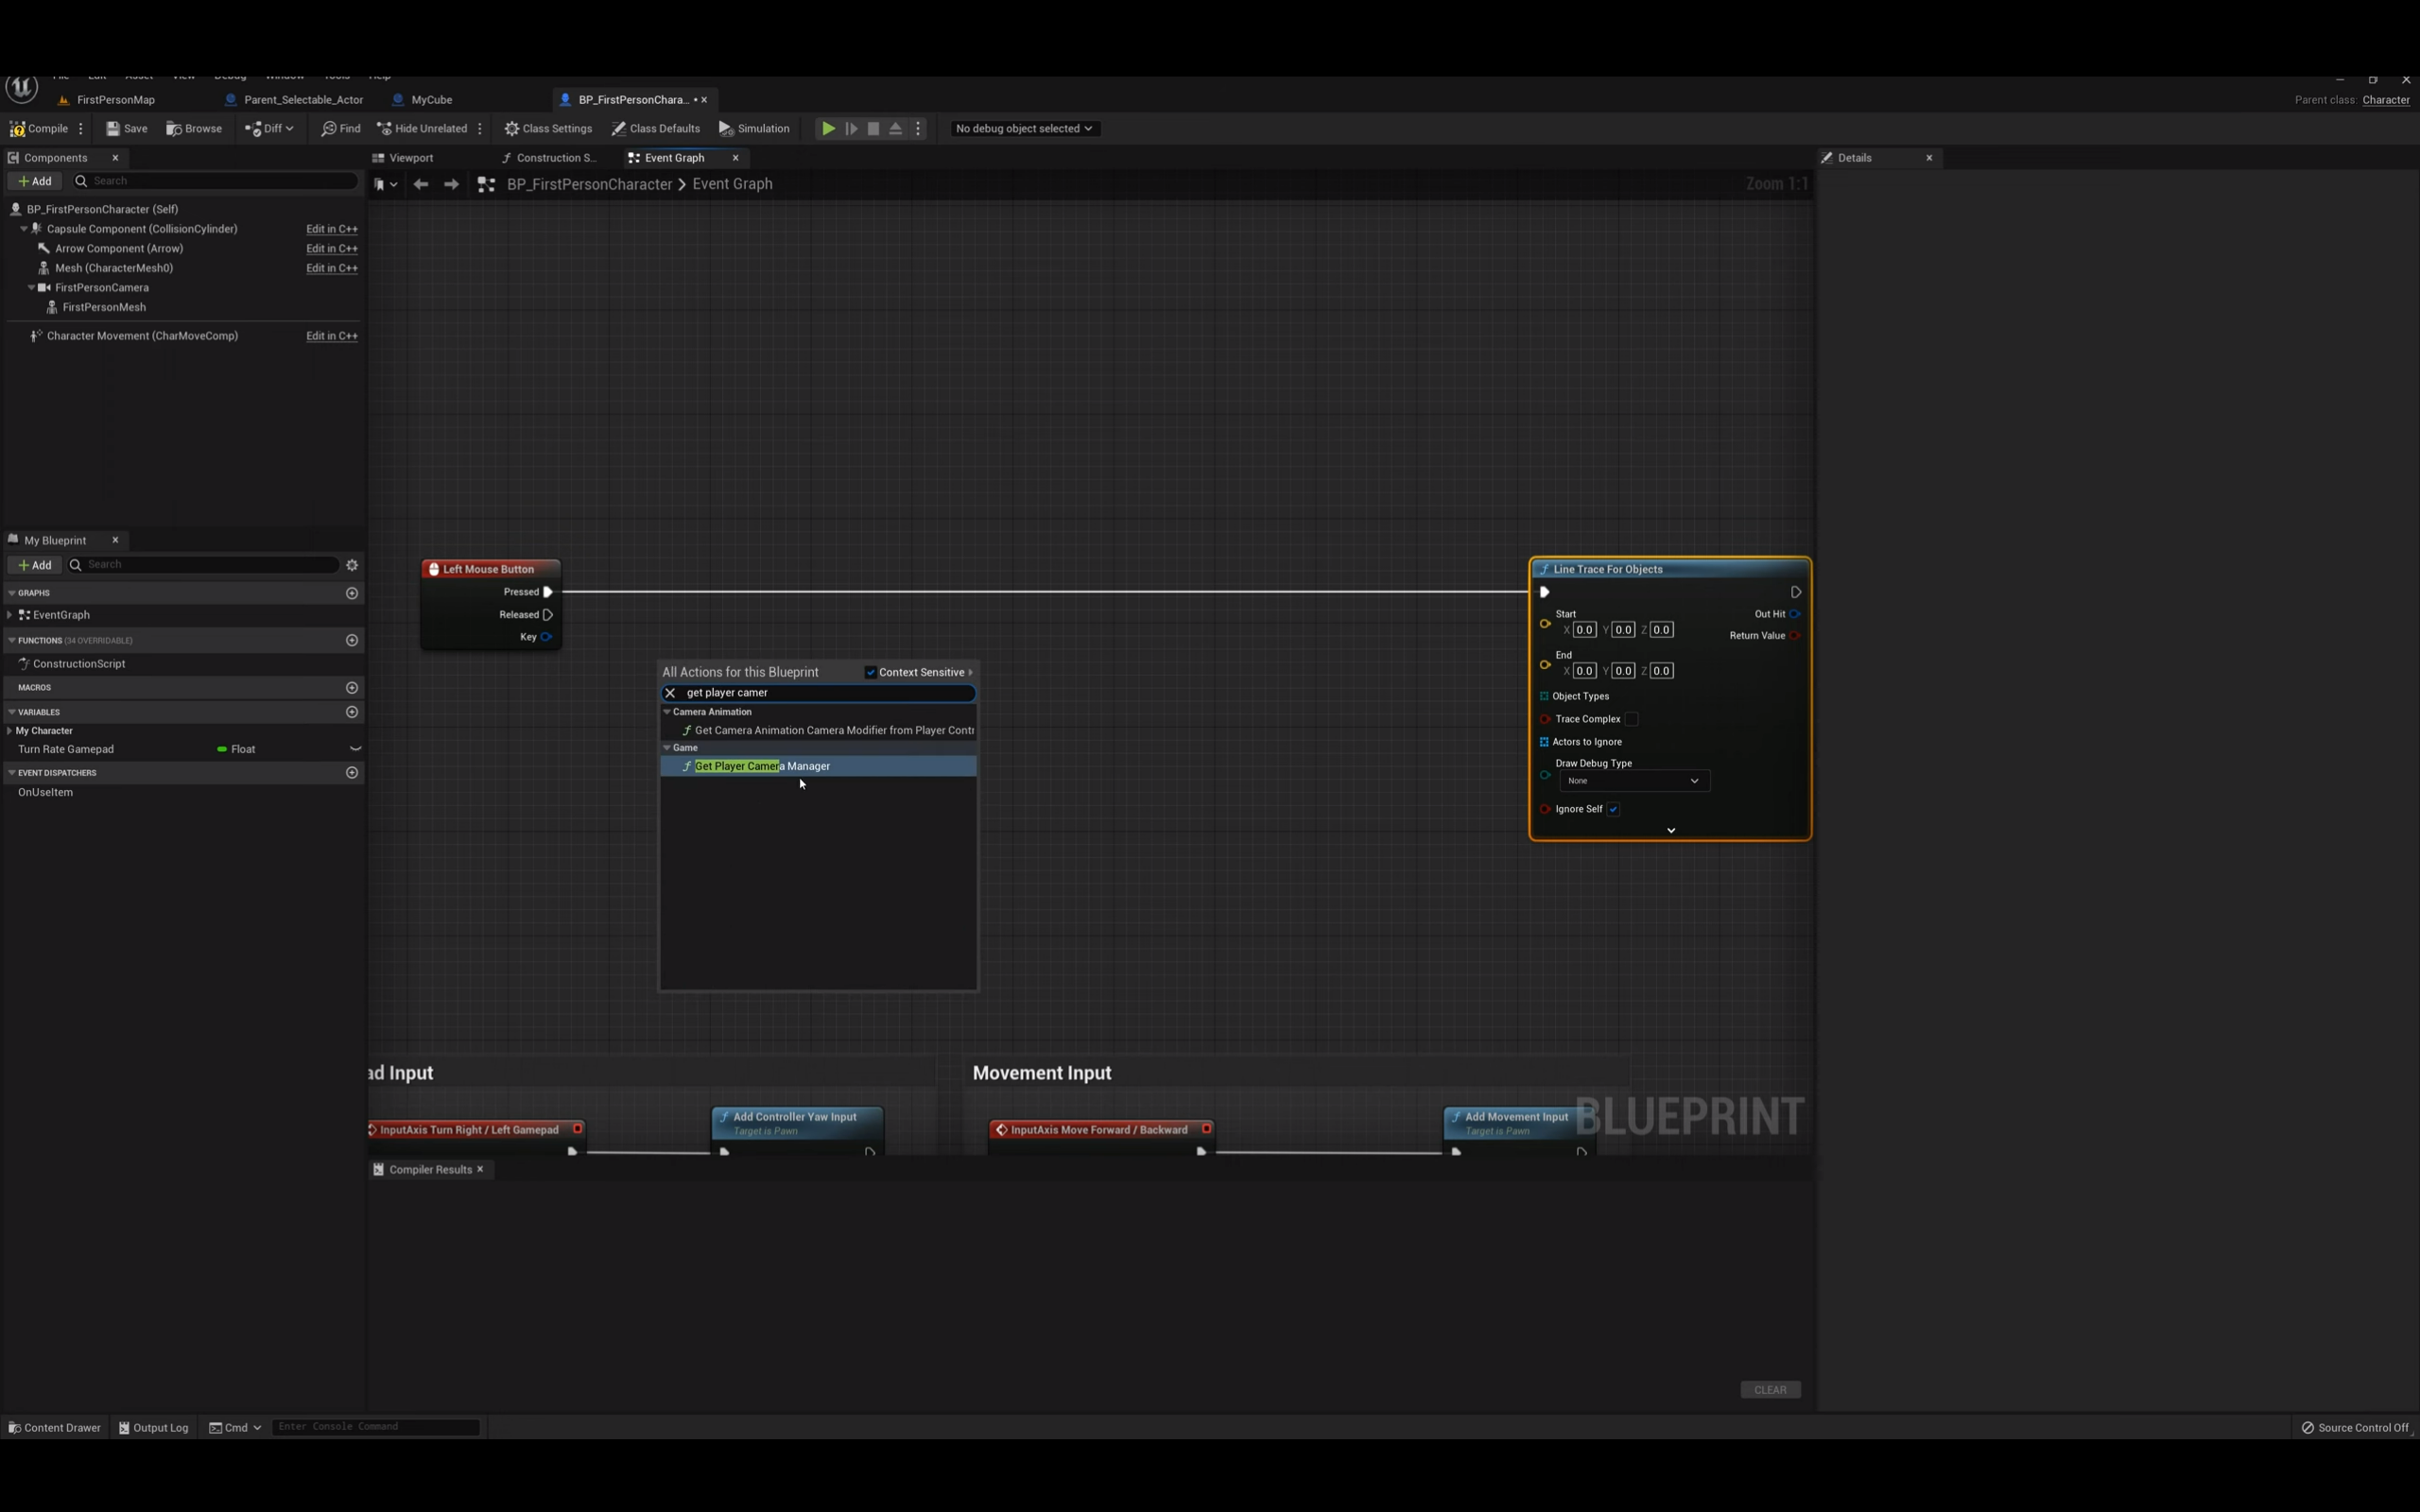 File Edit Asset View Debug Window Tools Help
FirstPersonMap Parent_Selectable_Actor MyCube BP_FirstPersonChara... •
Parent class: Character
Compile Save Browse Diff Find Hide Unrelated Class Settings Class Defaults Simulation No debug object selected
Components Viewport Construction S... Event Graph Details
Add Search BP_FirstPersonCharacter > Event Graph Zoom 1:1
BP_FirstPersonCharacter (Self)
Capsule Component (CollisionCylinder) Edit in C++
Arrow Component (Arrow) Edit in C++
Mesh (CharacterMesh0) Edit in C++
FirstPersonCamera
FirstPersonMesh
Character Movement (CharMoveComp) Edit in C++
My Blueprint
Add Search
GRAPHS
EventGraph
FUNCTIONS (34 OVERRIDABLE)
ConstructionScript
MACROS
VARIABLES
My Character
Turn Rate Gamepad Float
EVENT DISPATCHERS
OnUseItem
Left Mouse Button
Pressed
Released
Key
All Actions for this Blueprint Context Sensitive
get player camer
Camera Animation
Get Camera Animation Camera Modifier from Player Contr
Game
Get Player Camera Manager
Line Trace For Objects
Start Out Hit
X 0.0 Y 0.0 Z 0.0
Return Value
End
X 0.0 Y 0.0 Z 0.0
Object Types
Trace Complex
Actors to Ignore
Draw Debug Type
None
Ignore Self
ad Input
InputAxis Turn Right / Left Gamepad
Add Controller Yaw Input
Target is Pawn
Movement Input
InputAxis Move Forward / Backward
Add Movement Input
Target is Pawn
BLUEPRINT
Compiler Results
CLEAR
Content Drawer Output Log Cmd Enter Console Command Source Control Off